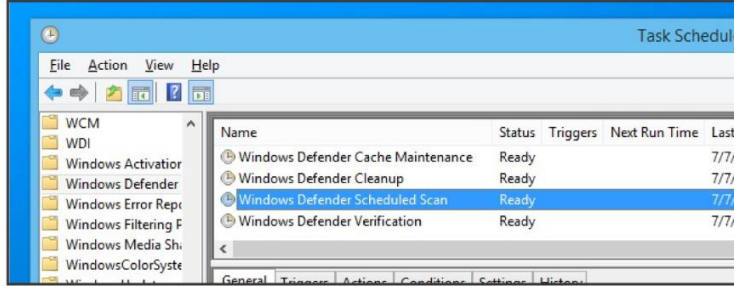 Task Schedul
File Action View Help
WCM
WDI
Windows Activation
Windows Defender
Windows Error Repo
Windows Filtering P
Windows Media Sha
WindowsColorSyste
Name Status Triggers Next Run Time Last
Windows Defender Cache Maintenance Ready 7/7/
Windows Defender Cleanup Ready 7/7/
Windows Defender Scheduled Scan Ready 7/7/
Windows Defender Verification Ready 7/7/
General Triggers Actions Conditions Settings History